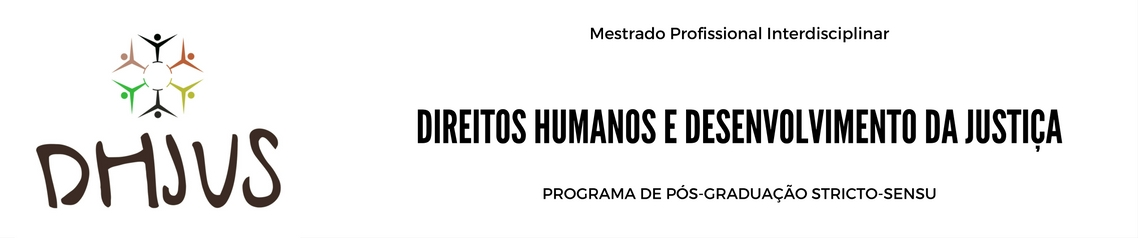 Mestrado Profissional Interdisciplinar
DIREITOS HUMANOS E DESENVOLVIMENTO DA JUSTIÇA
DHJUS
PROGRAMA DE PÓS-GRADUAÇÃO STRICTO-SENSU